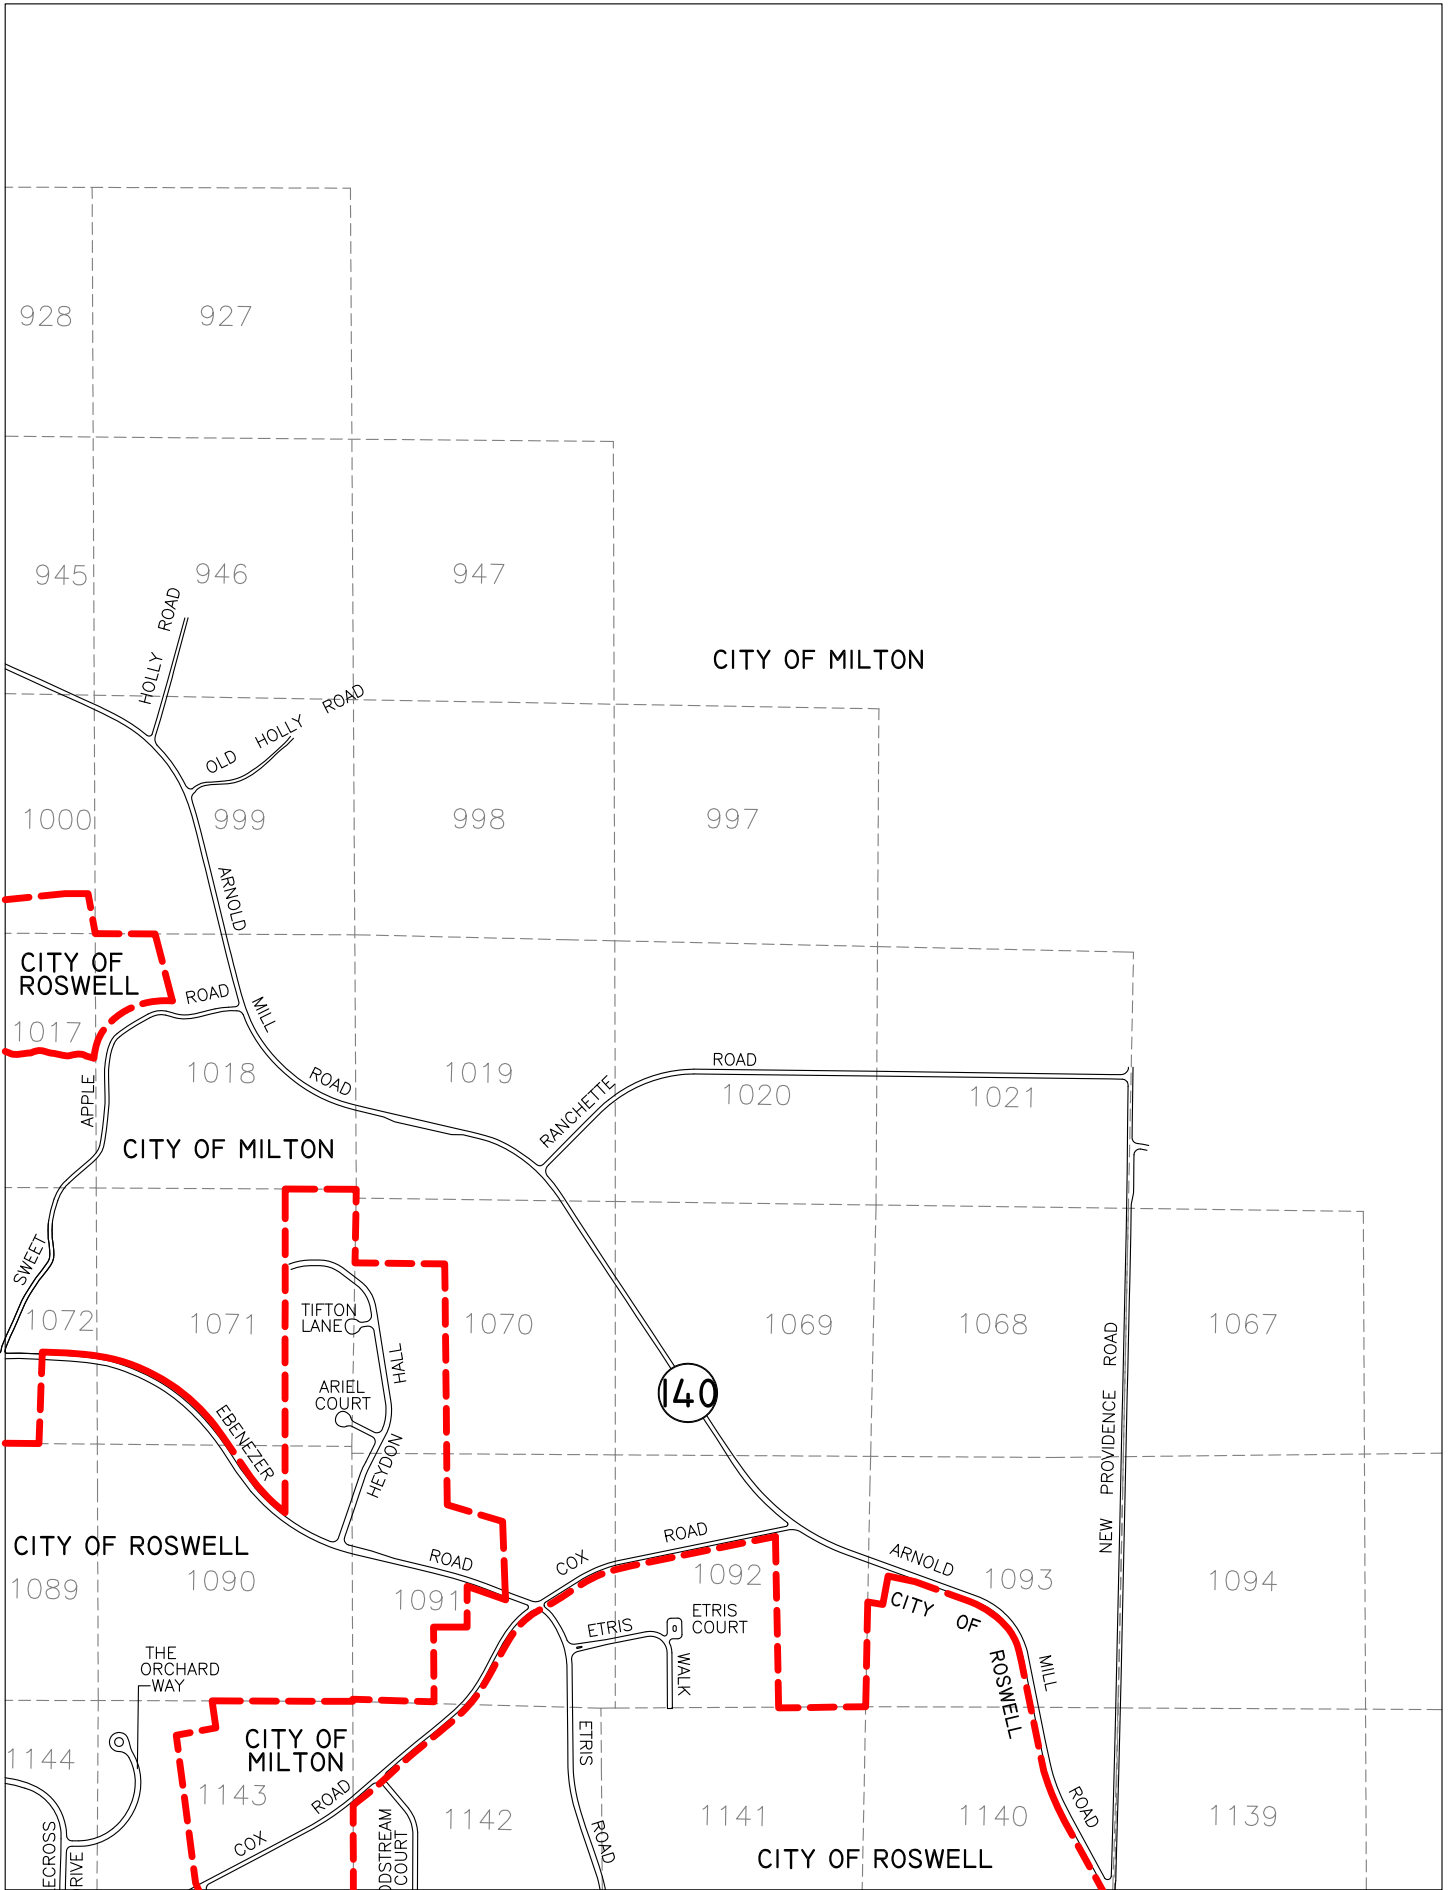 928
927
945
946
947
HOLLY ROAD
CITY OF MILTON
OLD HOLLY ROAD
1000
999
998
997
ARNOLD
MILL
ROAD
CITY OF
ROSWELL
ROAD
1017
1018
1019
ROAD
1020
1021
RANCHETTE
APPLE
CITY OF MILTON
SWEET
1072
1071
TIFTON
LANE
1070
1069
1068
1067
HALL
ARIEL
COURT
140
NEW PROVIDENCE ROAD
EBENEZER
HEYDON
CITY OF ROSWELL
ROAD
COX
ROAD
ARNOLD
1089
1090
1091
1092
1093
1094
CITY OF
ROSWELL
ETRIS
ETRIS
COURT
WALK
MILL
THE
ORCHARD
WAY
CITY OF
MILTON
ETRIS
1144
1143
ROAD
1142
1141
1140
1139
ROAD
COX
ROAD
ECROSS
RIVE
DSTREAM
COURT
CITY OF ROSWELL